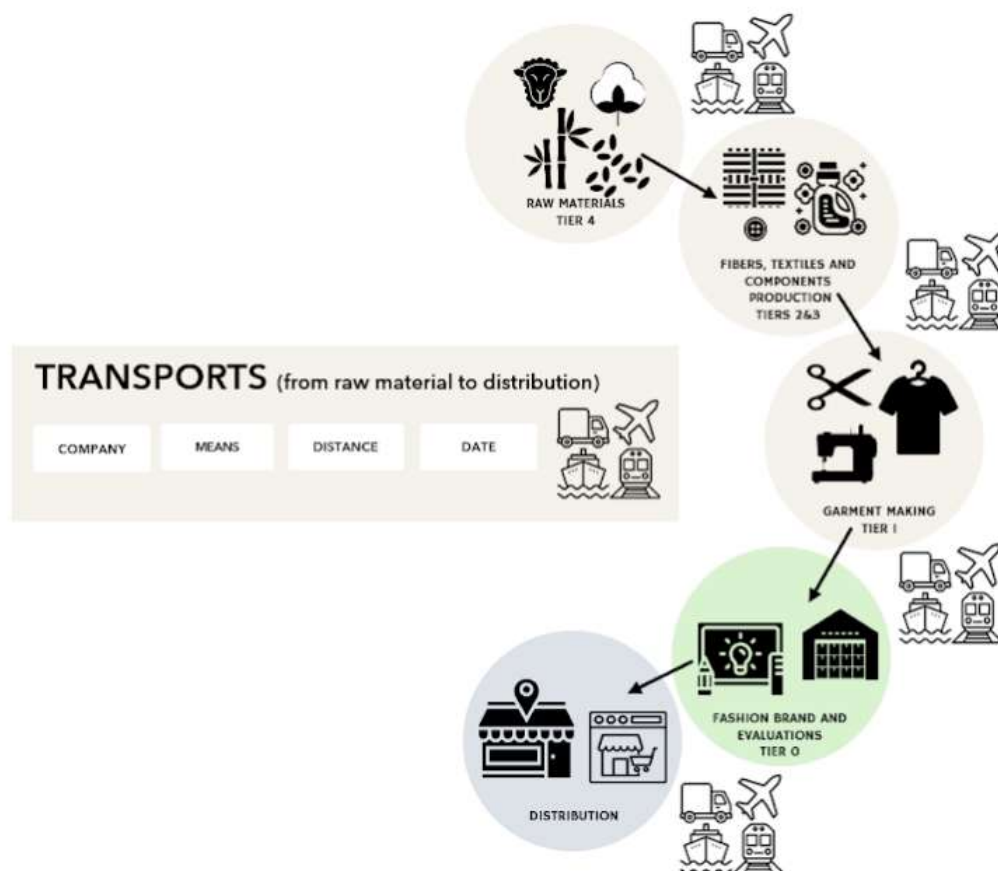 RAW MATERIALS
TIER 4
FIBERS, TEXTILES AND
COMPONENTS
PRODUCTION
TIERS 2&3
TRANSPORTS (from raw material to distribution)
COMPANY
MEANS
DISTANCE
DATE
GARMENT MAKING
TIER I
FASHION BRAND AND
EVALUATIONS
TIER 0
DISTRIBUTION